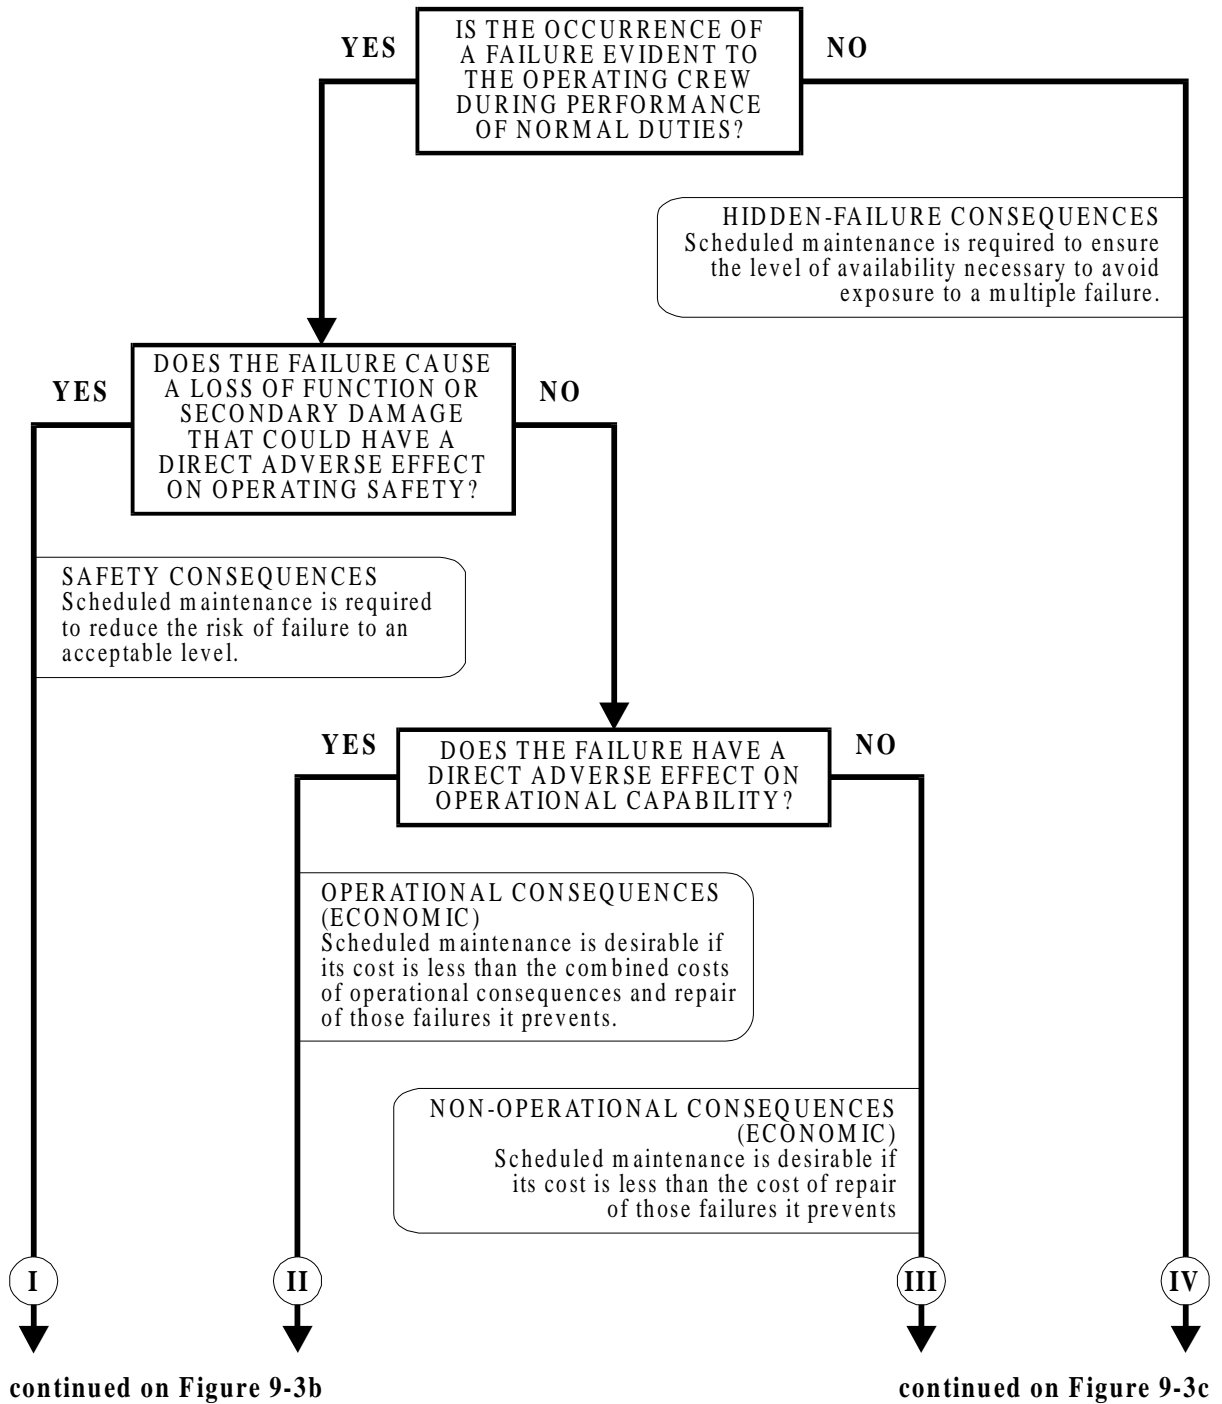 YES
IS THE OCCURRENCE OF
A FAILURE EVIDENT TO
THE OPERATING CREW
DURING PERFORMANCE
OF NORMAL DUTIES?
NO
HIDDEN-FAILURE CONSEQUENCES
Scheduled maintenance is required to ensure
the level of availability necessary to avoid
exposure to a multiple failure.
YES
DOES THE FAILURE CAUSE
A LOSS OF FUNCTION OR
SECONDARY DAMAGE
THAT COULD HAVE A
DIRECT ADVERSE EFFECT
ON OPERATING SAFETY?
NO
SAFETY CONSEQUENCES
Scheduled maintenance is required
to reduce the risk of failure to an
acceptable level.
YES
DOES THE FAILURE HAVE A
DIRECT ADVERSE EFFECT ON
OPERATIONAL CAPABILITY?
NO
OPERATIONAL CONSEQUENCES
(ECONOMIC)
Scheduled maintenance is desirable if
its cost is less than the combined costs
of operational consequences and repair
of those failures it prevents.
NON-OPERATIONAL CONSEQUENCES
(ECONOMIC)
Scheduled maintenance is desirable if
its cost is less than the cost of repair
of those failures it prevents
I
II
III
IV
continued on Figure 9-3b
continued on Figure 9-3c